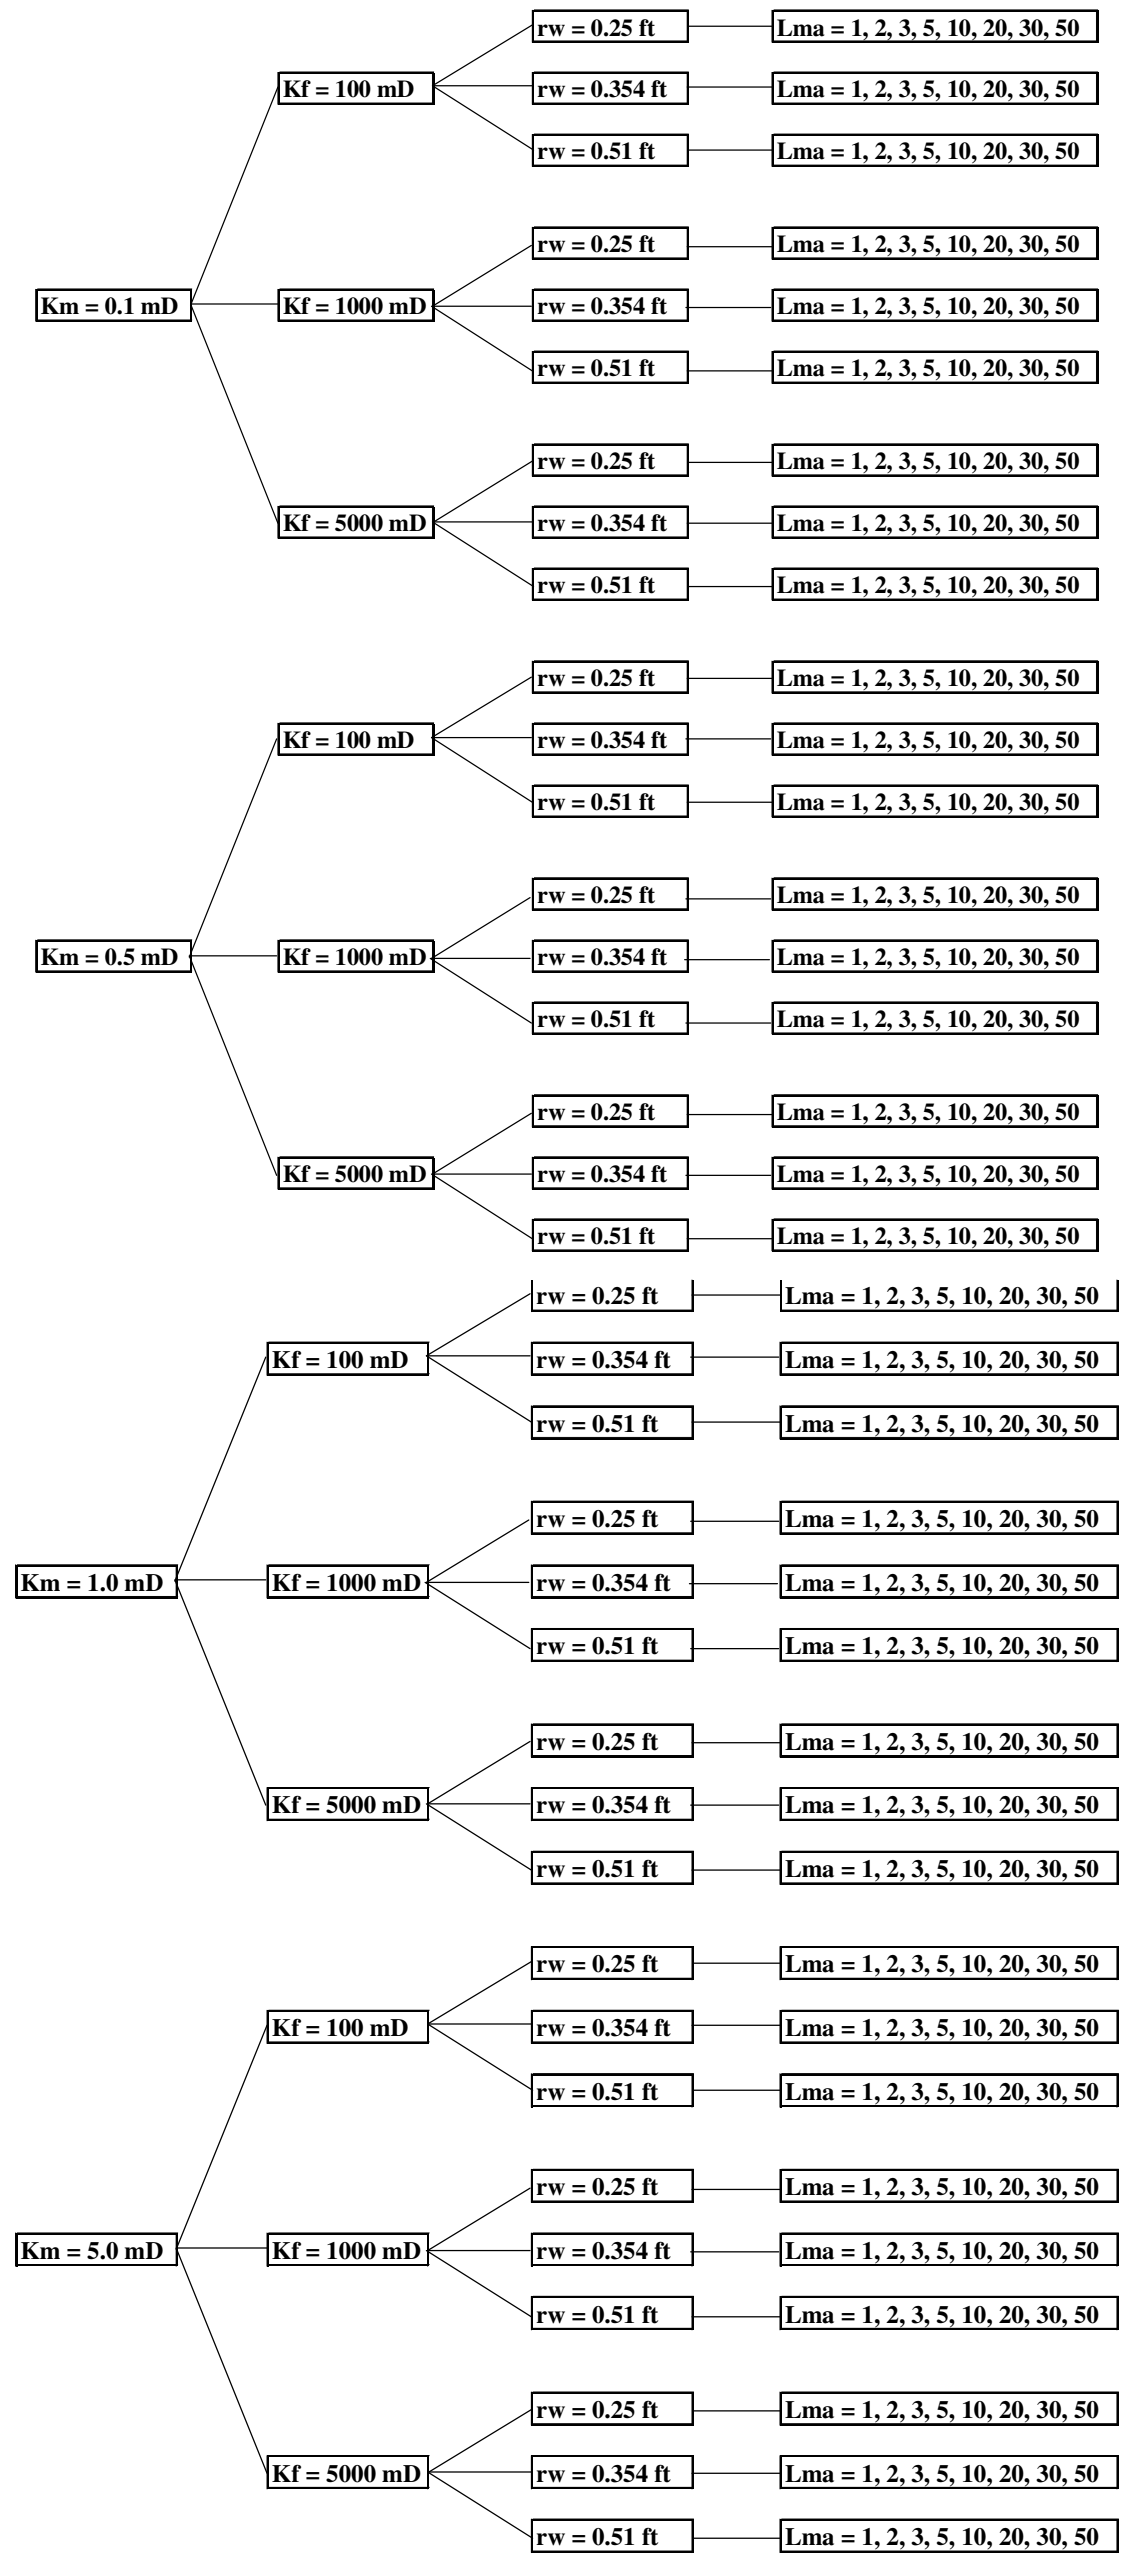 rw = 0.25 ft Lma = 1, 2, 3, 5, 10, 20, 30, 50
Kf = 100 mD rw = 0.354 ft Lma = 1, 2, 3, 5, 10, 20, 30, 50
rw = 0.51 ft Lma = 1, 2, 3, 5, 10, 20, 30, 50
rw = 0.25 ft Lma = 1, 2, 3, 5, 10, 20, 30, 50
Km = 0.1 mD Kf = 1000 mD rw = 0.354 ft Lma = 1, 2, 3, 5, 10, 20, 30, 50
rw = 0.51 ft Lma = 1, 2, 3, 5, 10, 20, 30, 50
rw = 0.25 ft Lma = 1, 2, 3, 5, 10, 20, 30, 50
Kf = 5000 mD rw = 0.354 ft Lma = 1, 2, 3, 5, 10, 20, 30, 50
rw = 0.51 ft Lma = 1, 2, 3, 5, 10, 20, 30, 50
rw = 0.25 ft Lma = 1, 2, 3, 5, 10, 20, 30, 50
Kf = 100 mD rw = 0.354 ft Lma = 1, 2, 3, 5, 10, 20, 30, 50
rw = 0.51 ft Lma = 1, 2, 3, 5, 10, 20, 30, 50
rw = 0.25 ft Lma = 1, 2, 3, 5, 10, 20, 30, 50
Km = 0.5 mD Kf = 1000 mD rw = 0.354 ft Lma = 1, 2, 3, 5, 10, 20, 30, 50
rw = 0.51 ft Lma = 1, 2, 3, 5, 10, 20, 30, 50
rw = 0.25 ft Lma = 1, 2, 3, 5, 10, 20, 30, 50
Kf = 5000 mD rw = 0.354 ft Lma = 1, 2, 3, 5, 10, 20, 30, 50
rw = 0.51 ft Lma = 1, 2, 3, 5, 10, 20, 30, 50
rw = 0.25 ft Lma = 1, 2, 3, 5, 10, 20, 30, 50
Kf = 100 mD rw = 0.354 ft Lma = 1, 2, 3, 5, 10, 20, 30, 50
rw = 0.51 ft Lma = 1, 2, 3, 5, 10, 20, 30, 50
rw = 0.25 ft Lma = 1, 2, 3, 5, 10, 20, 30, 50
Km = 1.0 mD Kf = 1000 mD rw = 0.354 ft Lma = 1, 2, 3, 5, 10, 20, 30, 50
rw = 0.51 ft Lma = 1, 2, 3, 5, 10, 20, 30, 50
rw = 0.25 ft Lma = 1, 2, 3, 5, 10, 20, 30, 50
Kf = 5000 mD rw = 0.354 ft Lma = 1, 2, 3, 5, 10, 20, 30, 50
rw = 0.51 ft Lma = 1, 2, 3, 5, 10, 20, 30, 50
rw = 0.25 ft Lma = 1, 2, 3, 5, 10, 20, 30, 50
Kf = 100 mD rw = 0.354 ft Lma = 1, 2, 3, 5, 10, 20, 30, 50
rw = 0.51 ft Lma = 1, 2, 3, 5, 10, 20, 30, 50
rw = 0.25 ft Lma = 1, 2, 3, 5, 10, 20, 30, 50
Km = 5.0 mD Kf = 1000 mD rw = 0.354 ft Lma = 1, 2, 3, 5, 10, 20, 30, 50
rw = 0.51 ft Lma = 1, 2, 3, 5, 10, 20, 30, 50
rw = 0.25 ft Lma = 1, 2, 3, 5, 10, 20, 30, 50
Kf = 5000 mD rw = 0.354 ft Lma = 1, 2, 3, 5, 10, 20, 30, 50
rw = 0.51 ft Lma = 1, 2, 3, 5, 10, 20, 30, 50